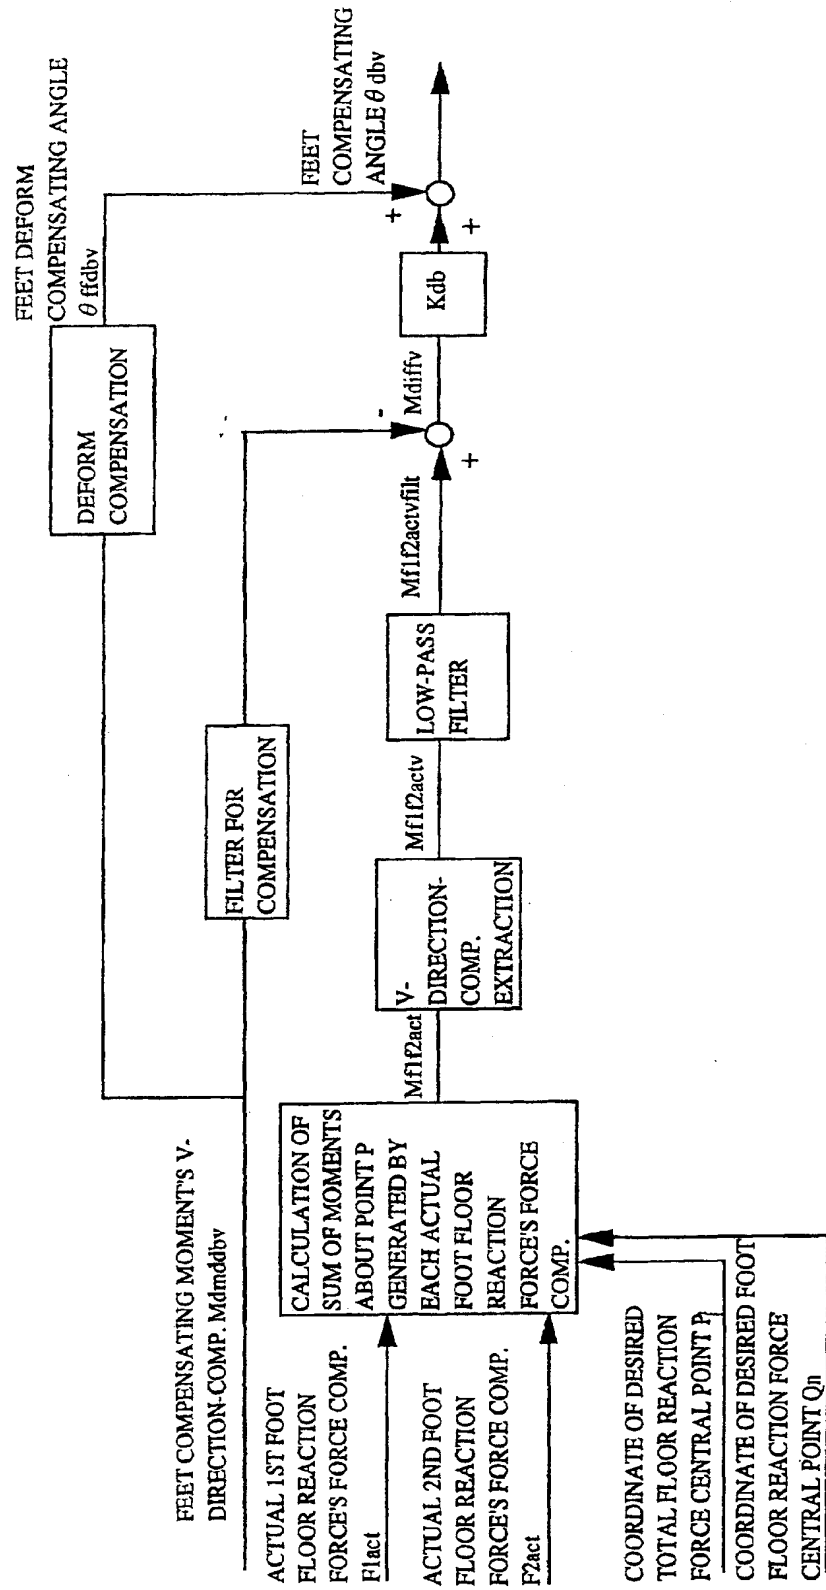 FEET COMPENSATING MOMENT'S V-
DIRECTION-COMP. Mdmddbv
ACTUAL 1ST FOOT
FLOOR REACTION
FORCE'S FORCE COMP.
F1act
ACTUAL 2ND FOOT
FLOOR REACTION
FORCE'S FORCE COMP.
F2act
COORDINATE OF DESIRED
TOTAL FLOOR REACTION
FORCE CENTRAL POINT P
COORDINATE OF DESIRED FOOT
FLOOR REACTION FORCE
CENTRAL POINT Qn
CALCULATION OF
SUM OF MOMENTS
ABOUT POINT P
GENERATED BY
EACH ACTUAL
FOOT FLOOR
REACTION
FORCE'S FORCE
COMP.
Mf1f2act
V-
DIRECTION-
COMP.
EXTRACTION
Mf1f2actv
LOW-PASS
FILTER
Mf1f2actvfilt
+
-
Mdiffv
Kdb
+
+
FILTER FOR
COMPENSATION
DEFORM
COMPENSATION
FEET DEFORM
COMPENSATING ANGLE
θ ffdbv
FEET
COMPENSATING
ANGLE θ dbv